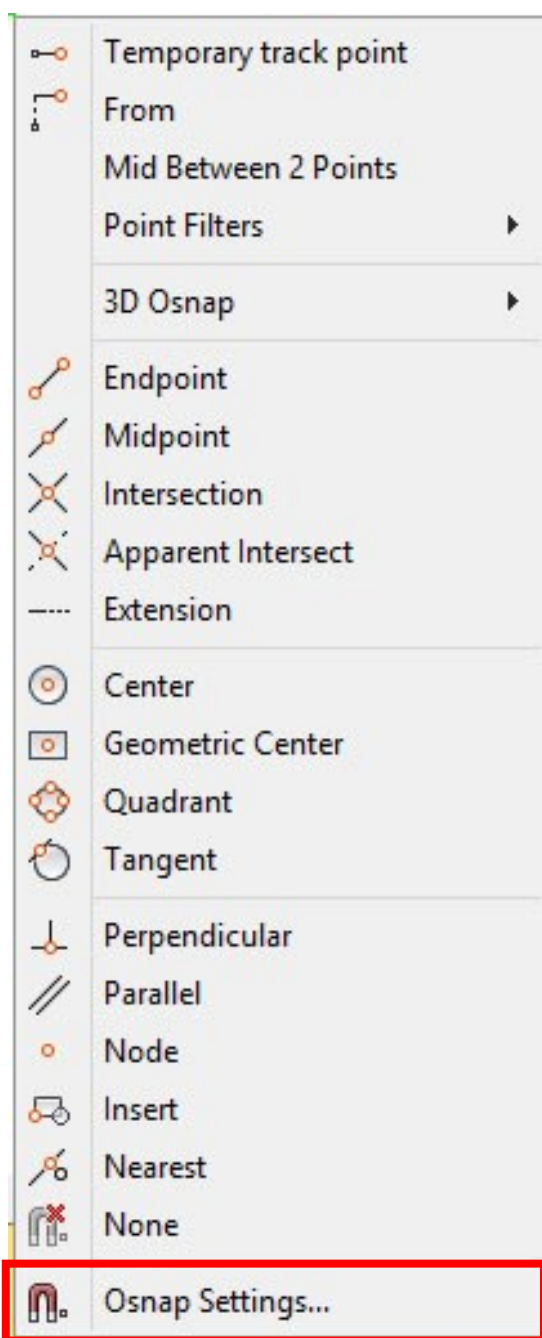 Temporary track point
From
Mid Between 2 Points
Point Filters
3D Osnap
Endpoint
Midpoint
Intersection
Apparent Intersect
Extension
Center
Geometric Center
Quadrant
Tangent
Perpendicular
Parallel
Node
Insert
Nearest
None
Osnap Settings...